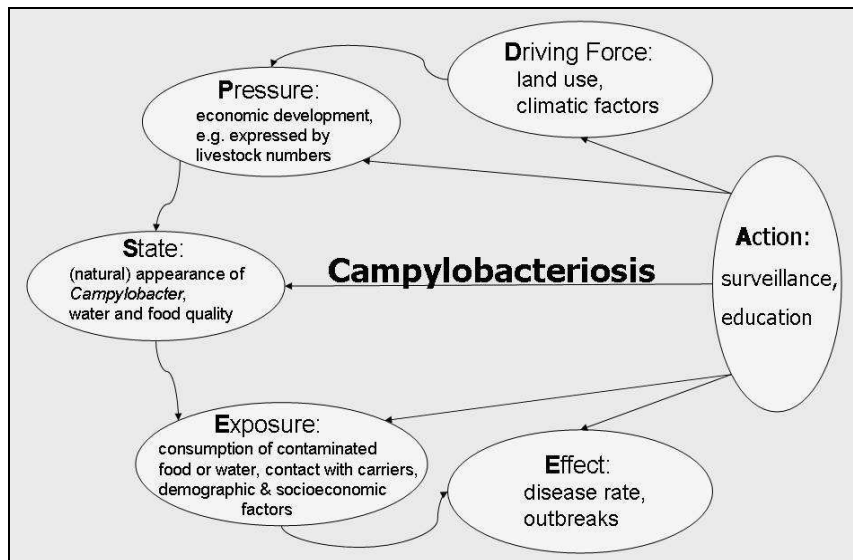 Driving Force:
land use,
climatic factors
Pressure:
economic development,
e.g. expressed by
livestock numbers
State:
(natural) appearance of
Campylobacter,
water and food quality
Campylobacteriosis
Action:
surveillance,
education
Exposure:
consumption of contaminated
food or water, contact with carriers,
demographic & socioeconomic
factors
Effect:
disease rate,
outbreaks